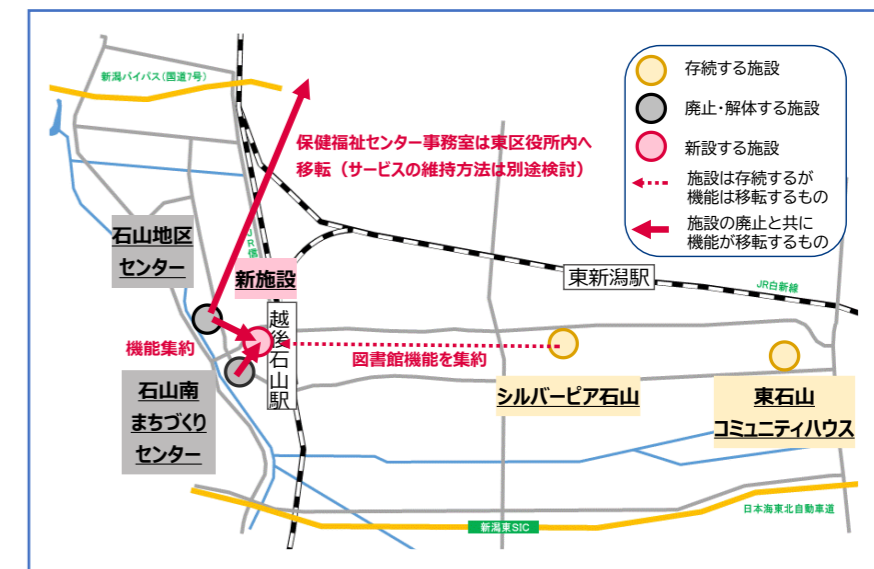 新潟バイパス(国道7号)
存続する施設
廃止・解体する施設
新設する施設
施設は存続するが
機能は移転するもの
施設の廃止と共に
機能が移転するもの
保健福祉センター事務室は東区役所内へ
移転（サービスの維持方法は別途検討）
石山地区
センター
JR信
新施設
東新潟駅
JR白新線
越後石山駅
機能集約
図書館機能を集約
石山南
まちづくり
センター
シルバーピア石山
東石山
コミュニティハウス
日本海東北自動車道
新潟東SIC